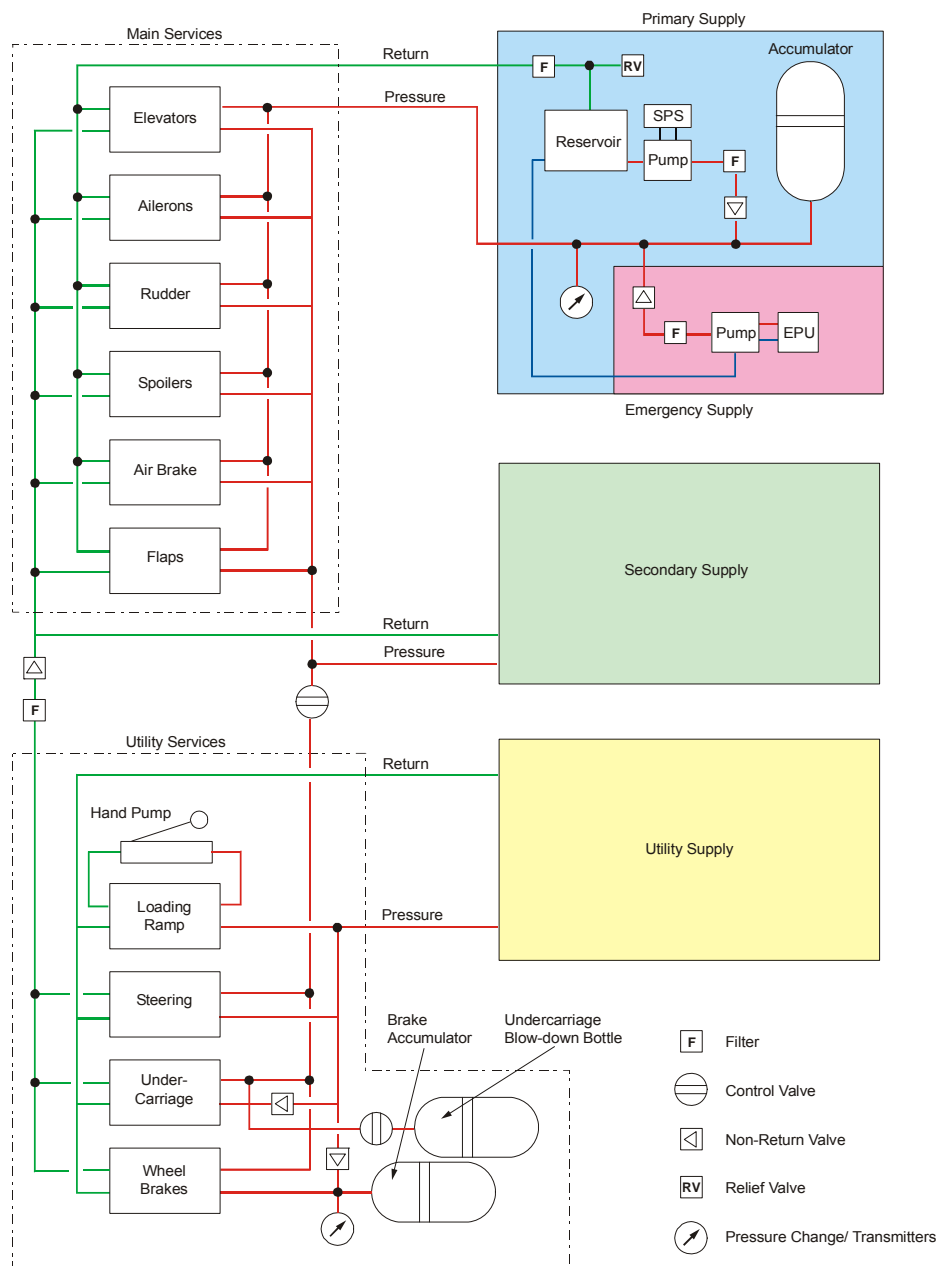 Primary Supply
Main Services
Accumulator
Return
F
RV
Pressure
Elevators
SPS
Reservoir
Pump
F
Ailerons
Rudder
F
Pump
EPU
Spoilers
Emergency Supply
Air Brake
Flaps
Secondary Supply
Return
Pressure
F
Utility Services
Return
Hand Pump
Utility Supply
Loading
Ramp
Pressure
Steering
Brake
Accumulator
Undercarriage
Blow-down Bottle
F
Filter
Under-
Carriage
Control Valve
Non-Return Valve
Wheel
Brakes
RV
Relief Valve
Pressure Change/ Transmitters